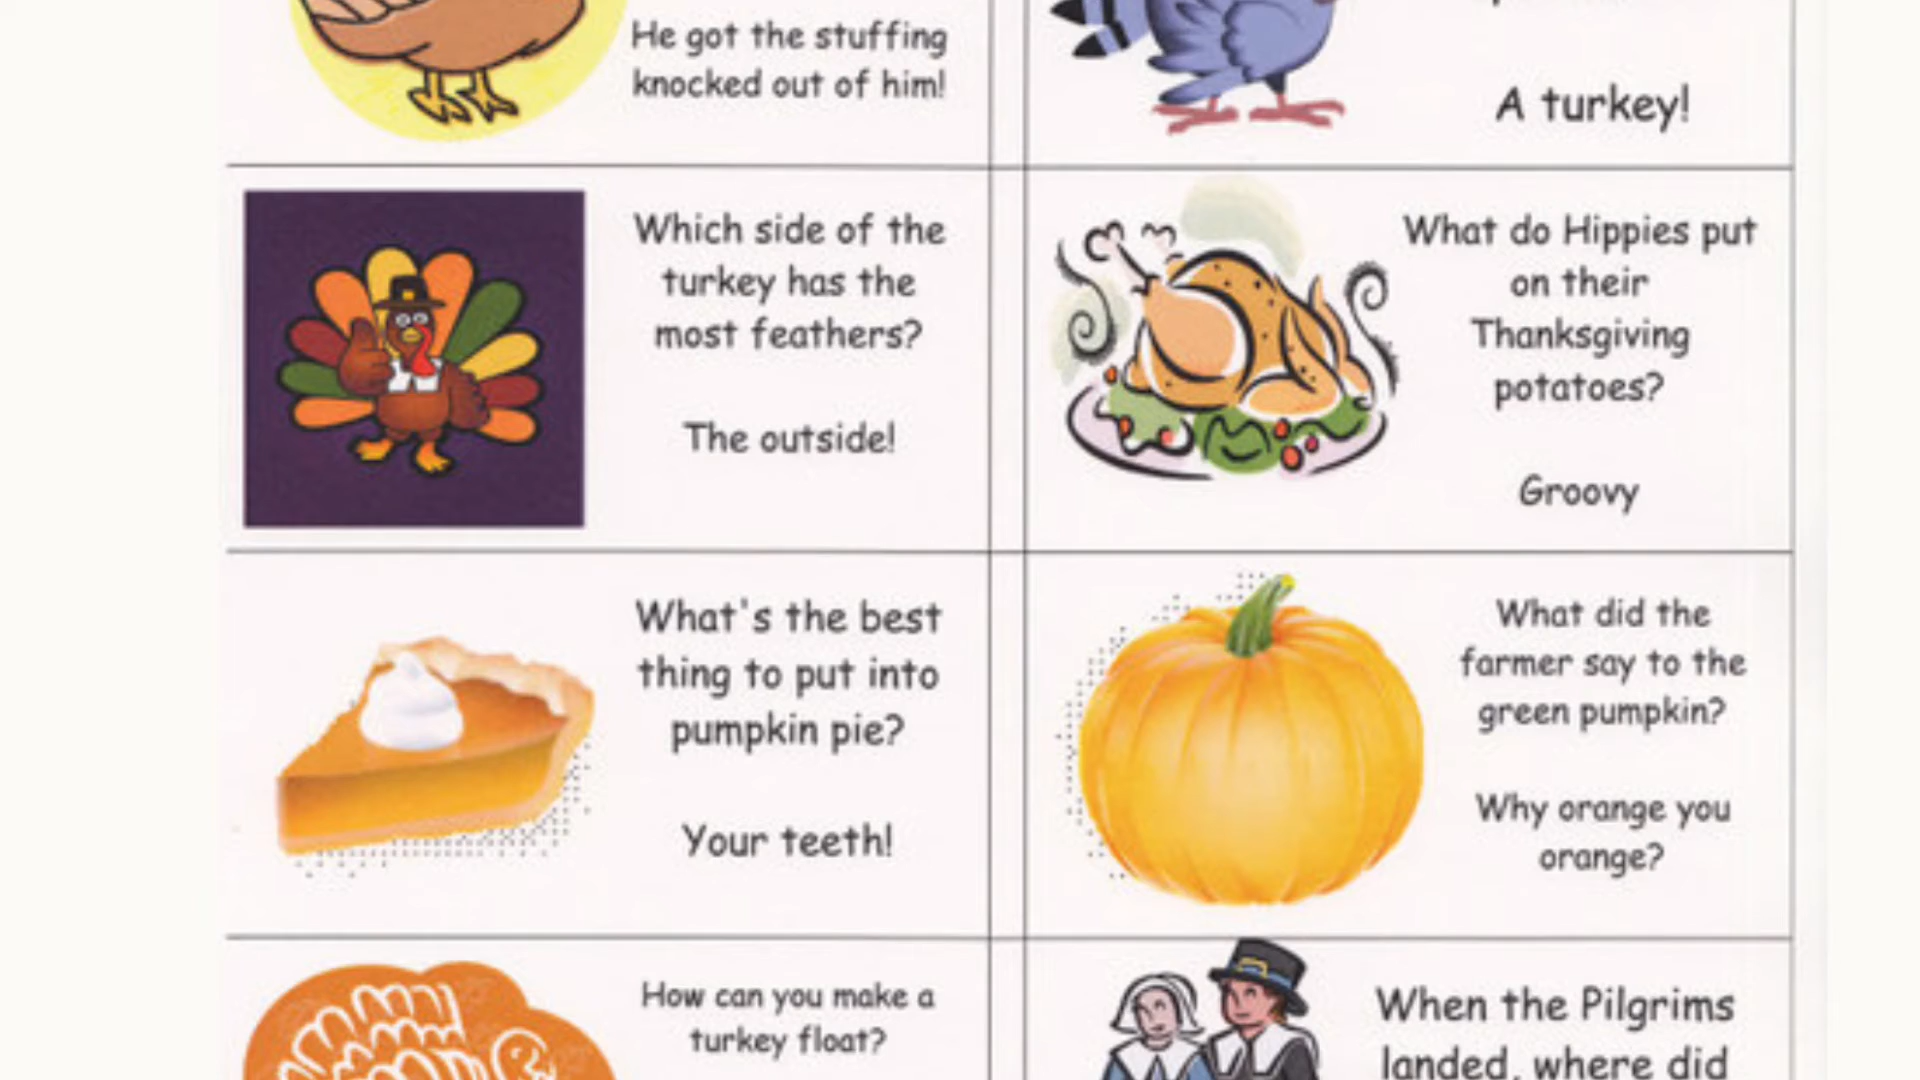 He got the stuffing
knocked out of him!
A turkey!
Which side of the
turkey has the
most feathers?
The outside!
What do Hippies put
on their
Thanksgiving
potatoes?
Groovy
What's the best
thing to put into
pumpkin pie?
Your teeth!
What did the
farmer say to the
green pumpkin?
Why orange you
orange?
How can you make a
turkey float?
When the Pilgrims
landed, where did